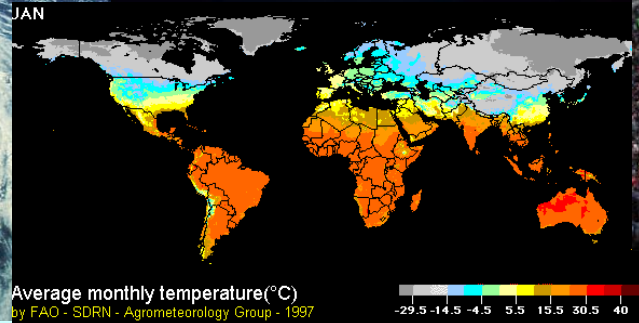 JAN
Average monthly temperature(°C)
by FAO - SDRN - Agrometeorology Group - 1997
-29.5 -14.5 -4.5 5.5 15.5 30.5 40